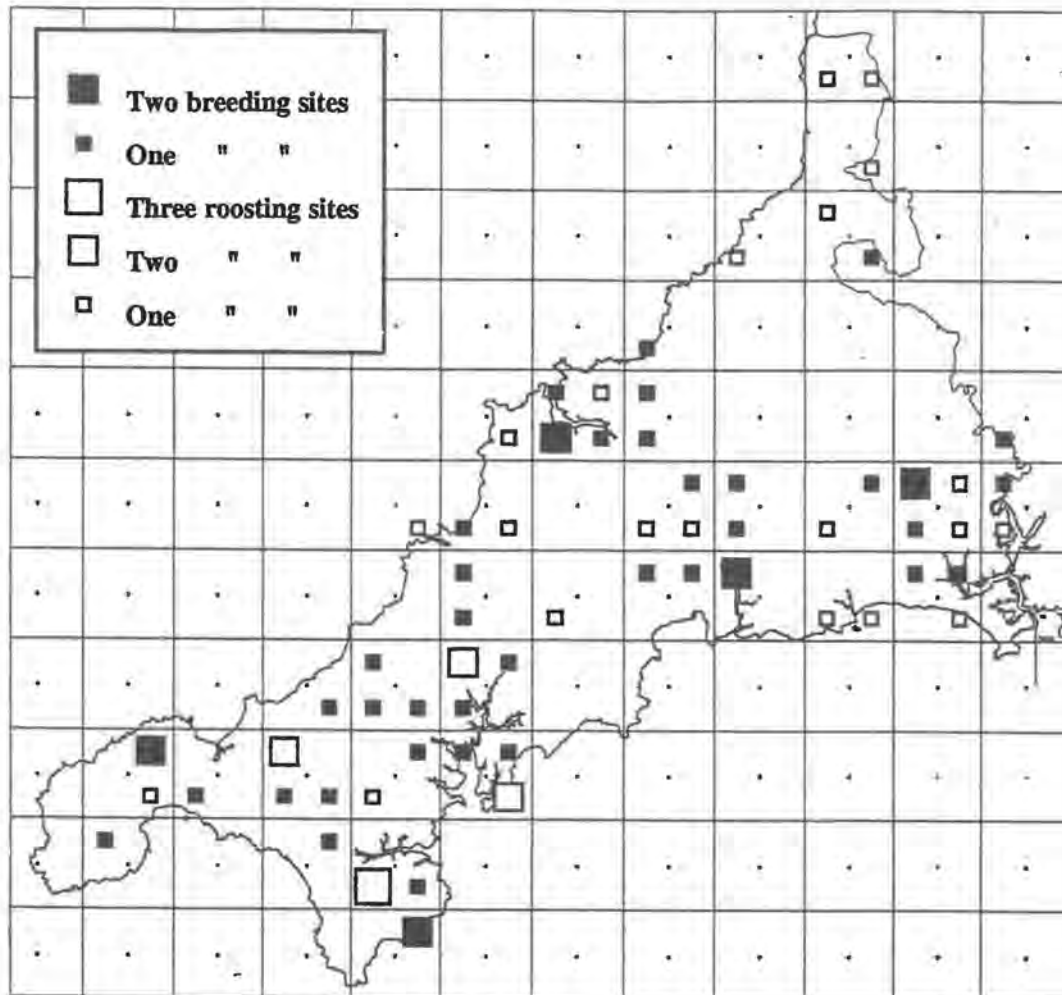 Two breeding sites
One " "
Three roosting sites
Two " "
One " "